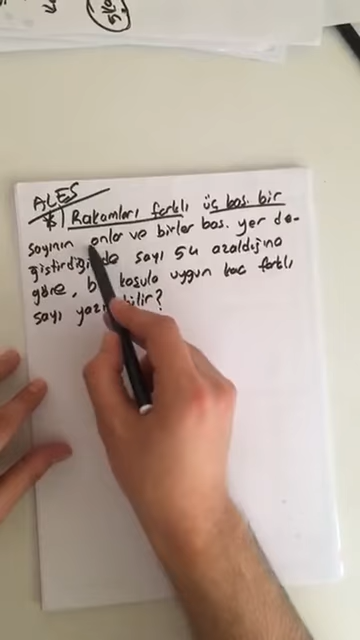 ALES
*) Rakamları farklı üç bas. bir
sayının onlar ve birler bas. yer de-
ğiştirdiğinde sayı 54 azaldığına
göre, bu koşula uygun kaç farklı
sayı yazılabilir?